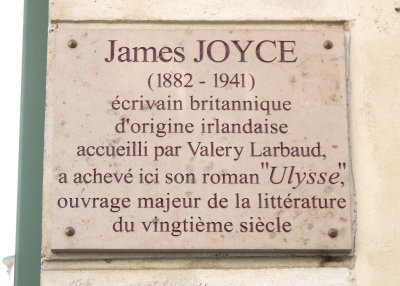 James JOYCE
(1882 - 1941)
écrivain britannique
d'origine irlandaise
accueilli par Valery Larbaud,
a achevé ici son roman "Ulysse",
ouvrage majeur de la littérature
du vingtième siècle